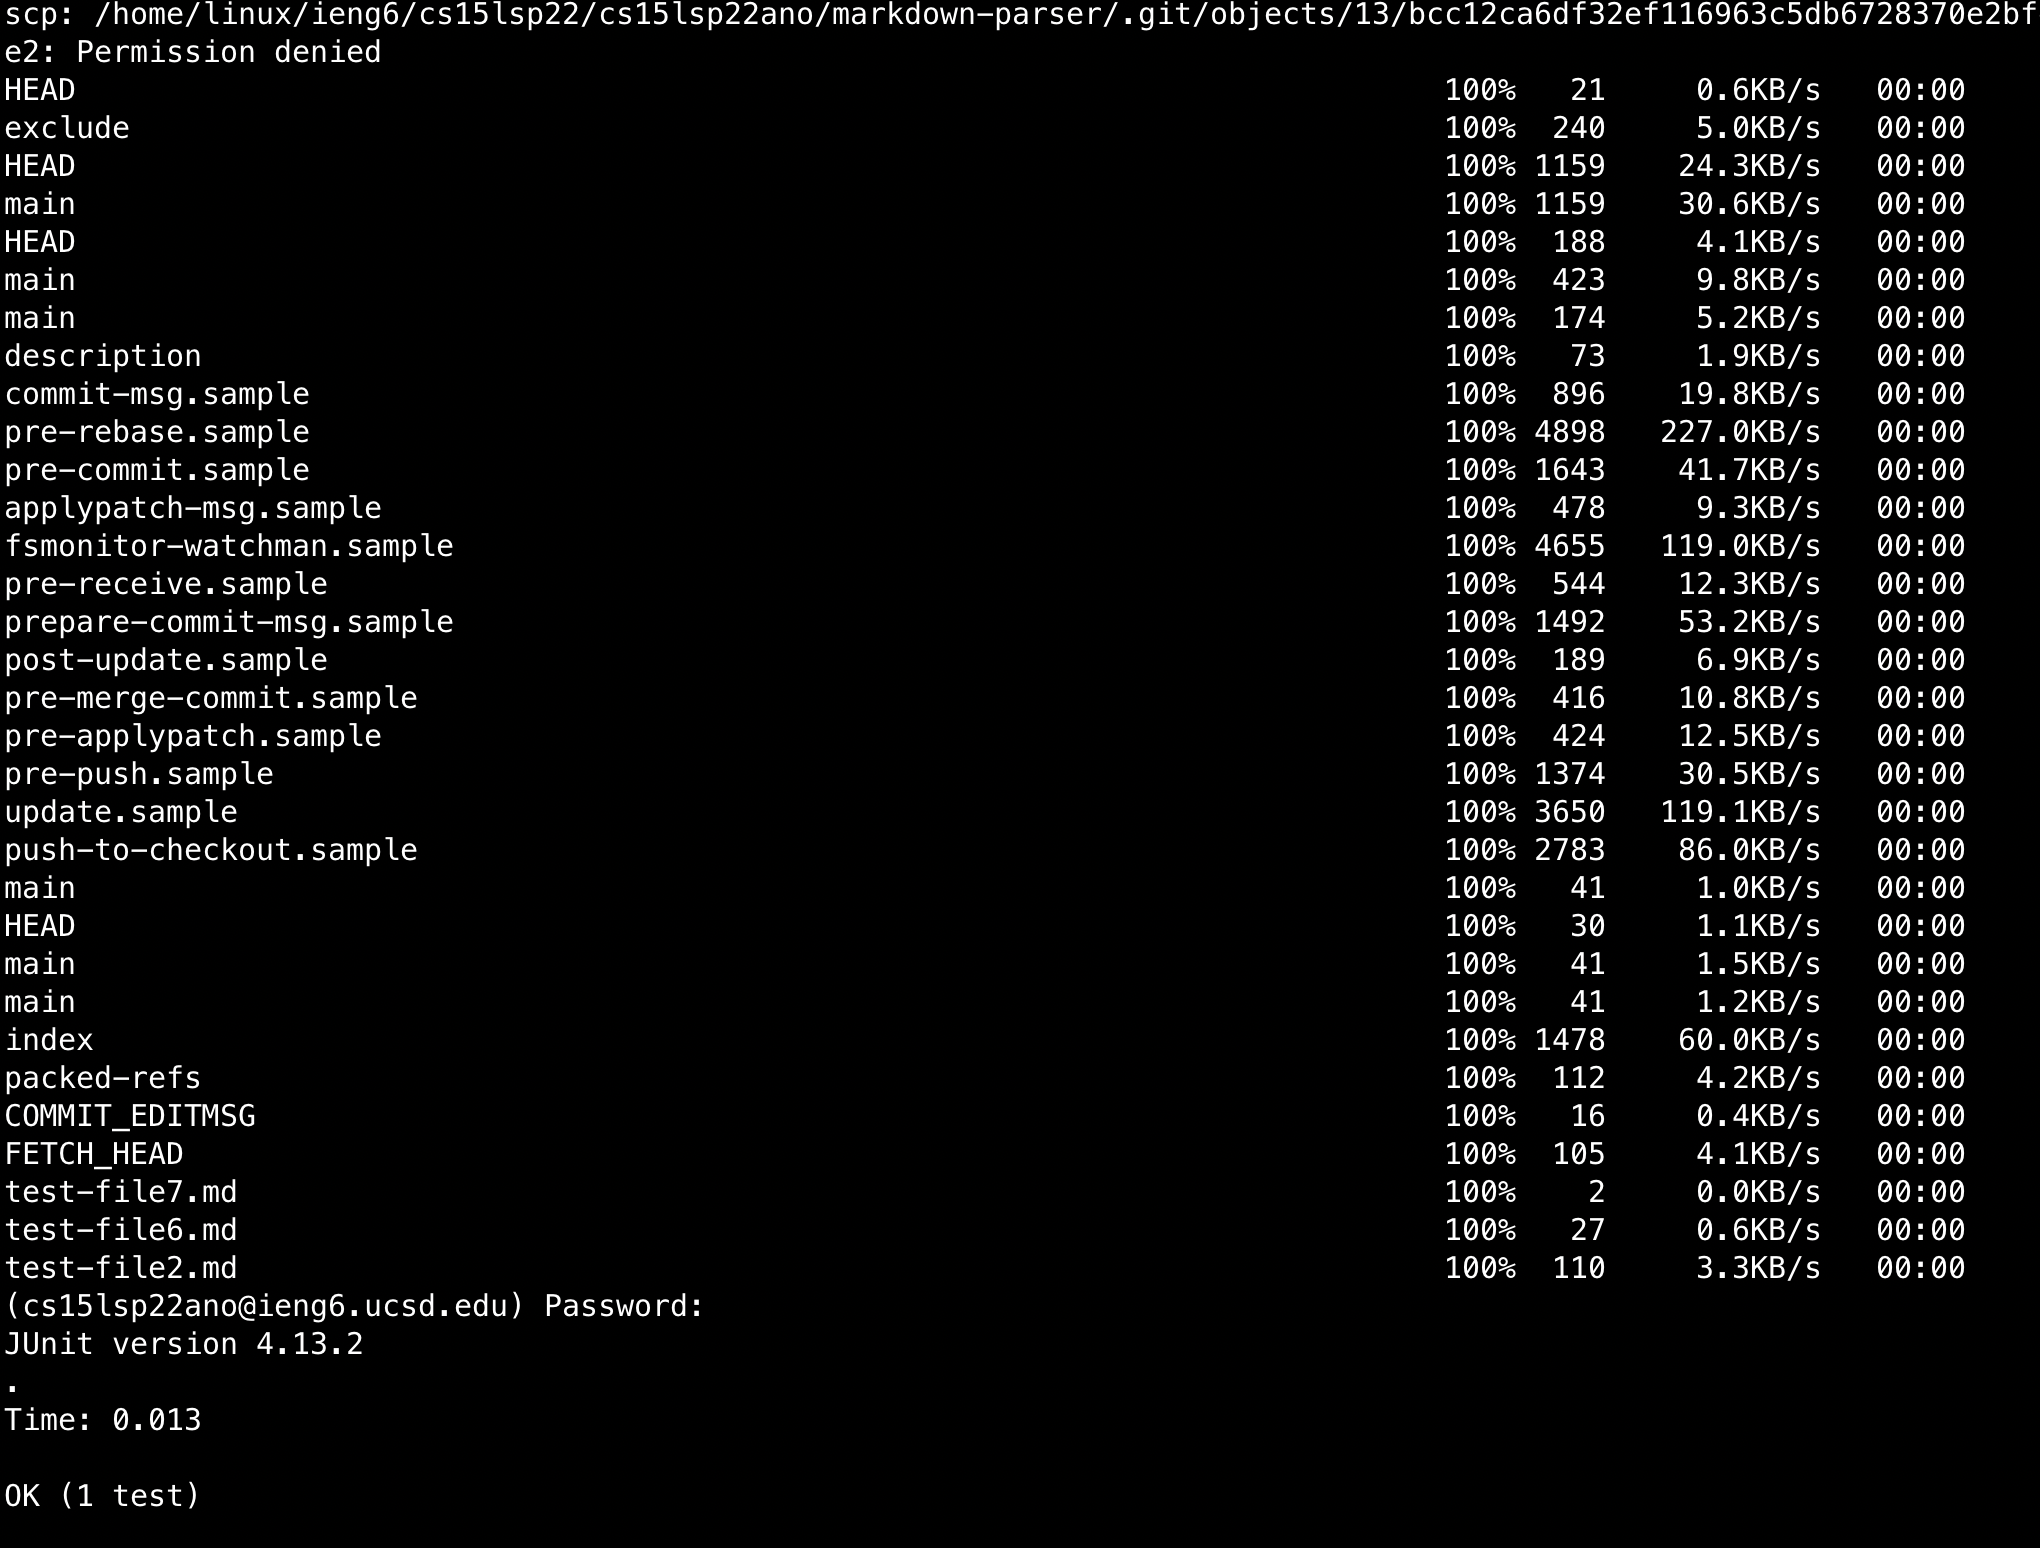 scp: /home/linux/ieng6/cs15lsp22/cs15lsp22ano/markdown-parser/.git/objects/13/bcc12ca6df32ef116963c5db6728370e2bf
e2: Permission denied
HEAD 100% 21 0.6KB/s 00:00
exclude 100% 240 5.0KB/s 00:00
HEAD 100% 1159 24.3KB/s 00:00
main 100% 1159 30.6KB/s 00:00
HEAD 100% 188 4.1KB/s 00:00
main 100% 423 9.8KB/s 00:00
main 100% 174 5.2KB/s 00:00
description 100% 73 1.9KB/s 00:00
commit-msg.sample 100% 896 19.8KB/s 00:00
pre-rebase.sample 100% 4898 227.0KB/s 00:00
pre-commit.sample 100% 1643 41.7KB/s 00:00
applypatch-msg.sample 100% 478 9.3KB/s 00:00
fsmonitor-watchman.sample 100% 4655 119.0KB/s 00:00
pre-receive.sample 100% 544 12.3KB/s 00:00
prepare-commit-msg.sample 100% 1492 53.2KB/s 00:00
post-update.sample 100% 189 6.9KB/s 00:00
pre-merge-commit.sample 100% 416 10.8KB/s 00:00
pre-applypatch.sample 100% 424 12.5KB/s 00:00
pre-push.sample 100% 1374 30.5KB/s 00:00
update.sample 100% 3650 119.1KB/s 00:00
push-to-checkout.sample 100% 2783 86.0KB/s 00:00
main 100% 41 1.0KB/s 00:00
HEAD 100% 30 1.1KB/s 00:00
main 100% 41 1.5KB/s 00:00
main 100% 41 1.2KB/s 00:00
index 100% 1478 60.0KB/s 00:00
packed-refs 100% 112 4.2KB/s 00:00
COMMIT_EDITMSG 100% 16 0.4KB/s 00:00
FETCH_HEAD 100% 105 4.1KB/s 00:00
test-file7.md 100% 2 0.0KB/s 00:00
test-file6.md 100% 27 0.6KB/s 00:00
test-file2.md 100% 110 3.3KB/s 00:00
(cs15lsp22ano@ieng6.ucsd.edu) Password:
JUnit version 4.13.2
.
Time: 0.013
OK (1 test)